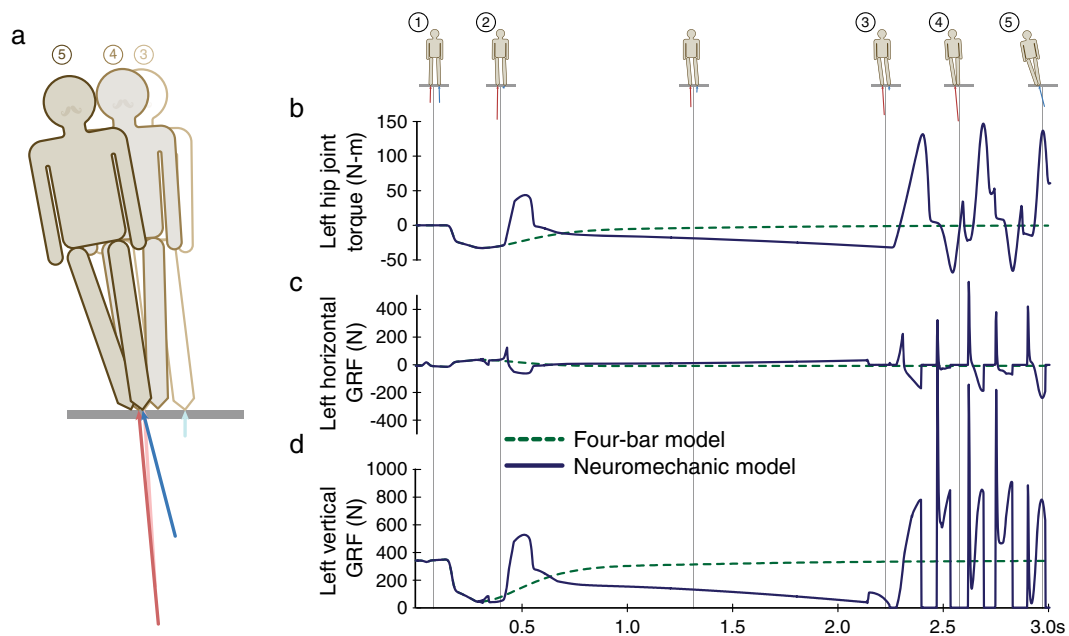 a
5
4
3
1
2
3
4
5
b
Left hip joint
torque (N-m)
150
100
50
0
-50
c
Left horizontal
GRF (N)
400
200
0
-200
-400
Four-bar model
Neuromechanic model
d
Left vertical
GRF (N)
1000
800
600
400
200
0
0.5
1.0
1.5
2.0
2.5
3.0s